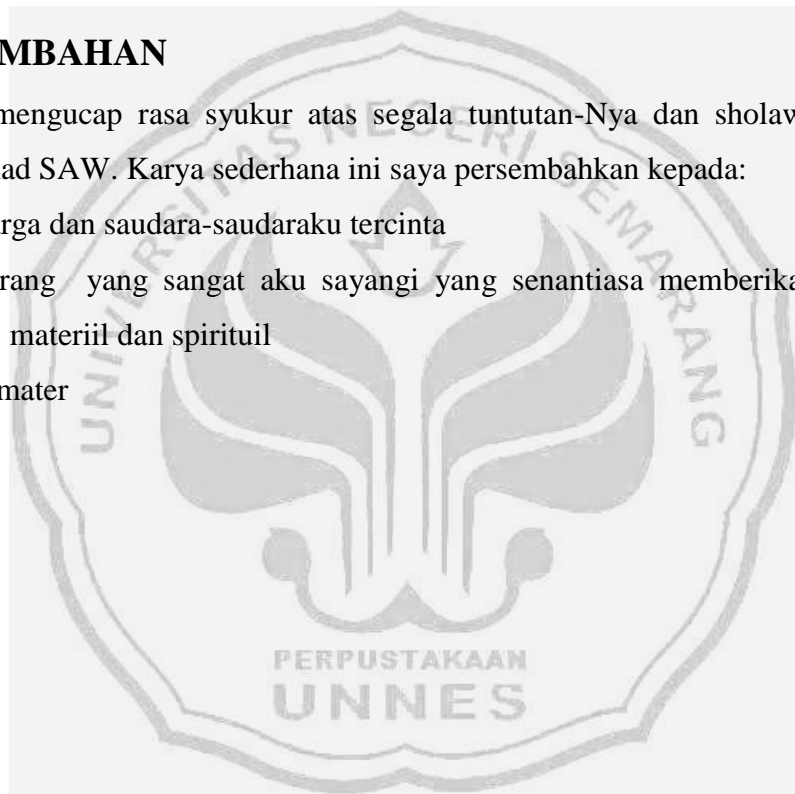 MBAHAN
mengucap rasa syukur atas segala tuntutan-Nya dan sholaw
ad SAW. Karya sederhana ini saya persembahkan kepada:
arga dan saudara-saudaraku tercinta
rang yang sangat aku sayangi yang senantiasa memberika
materiil dan spirituil
mater
UNIVERSITAS NEGERI SEMARANG
PERPUSTAKAAN
UNNES